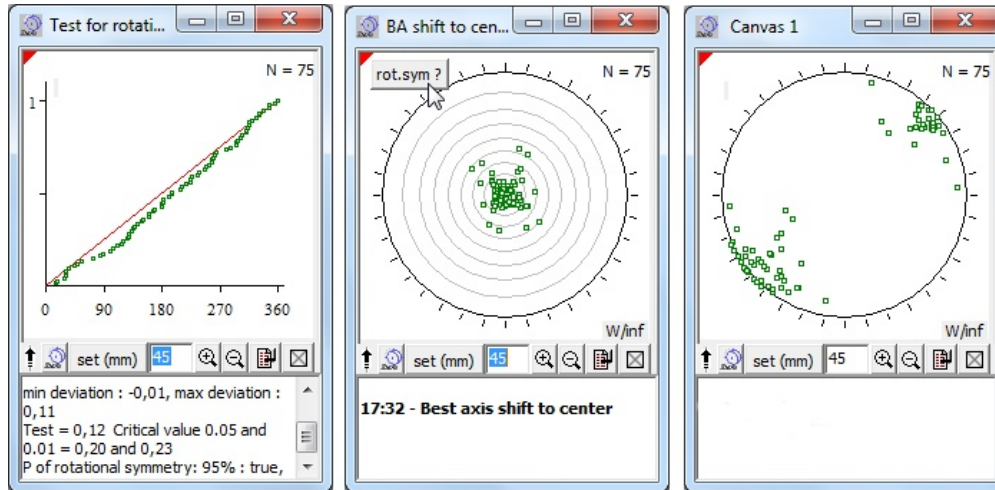 Test for rotati...
N = 75
1
0 90 180 270 360
set (mm) 45
min deviation : -0,01, max deviation :
0,11
Test = 0,12 Critical value 0.05 and
0.01 = 0,20 and 0,23
P of rotational symmetry: 95% : true,
BA shift to cen...
rot.sym ?
N = 75
W/inf
set (mm) 45
17:32 - Best axis shift to center
Canvas 1
N = 75
W/inf
set (mm) 45